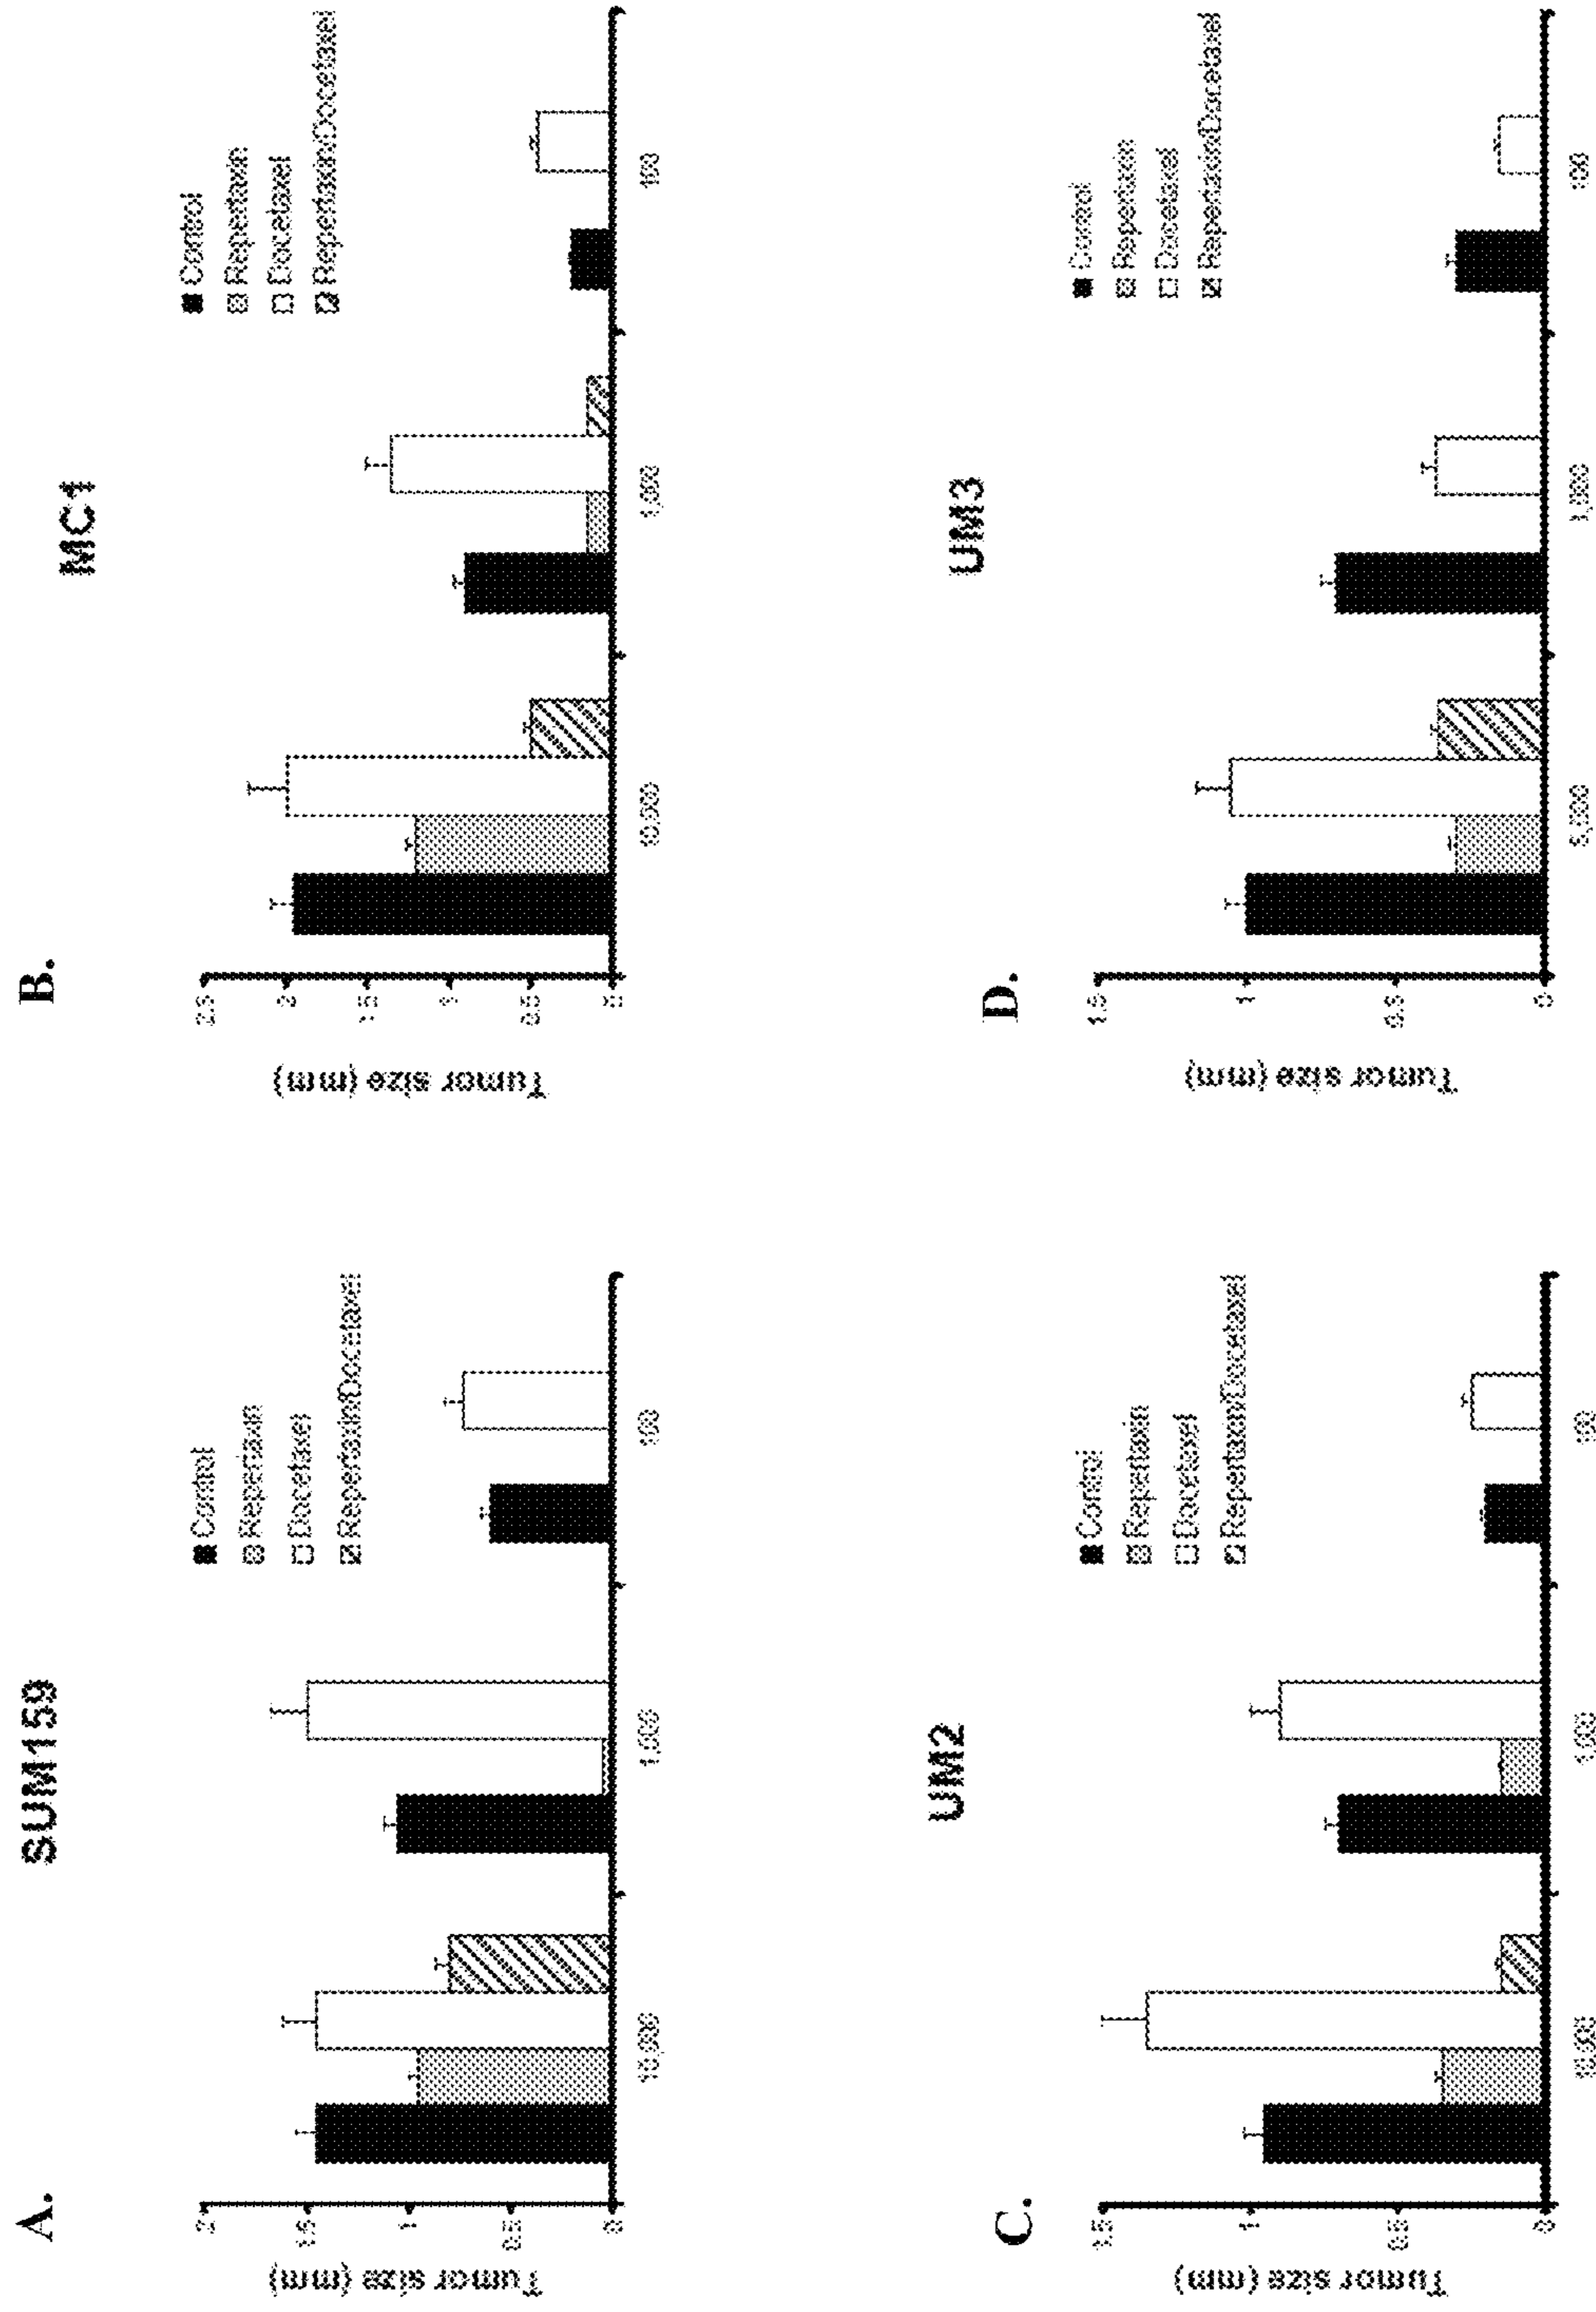 A.
SUM159
Tumor size (mm)
2
1.5
1
0.5
0
10,000
1,000
100
Control
Repertaxin
Docetaxel
Repertaxin/Docetaxel
B.
MC1
Tumor size (mm)
2.5
2
1.5
1
0.5
0
10,000
1,000
100
Control
Repertaxin
Docetaxel
Repertaxin/Docetaxel
C.
UM2
Tumor size (mm)
1.5
1
0.5
0
10,000
1,000
100
Control
Repertaxin
Docetaxel
Repertaxin/Docetaxel
D.
UM3
Tumor size (mm)
1.5
1
0.5
0
5,000
1,000
100
Control
Repertaxin
Docetaxel
Repertaxin/Docetaxel